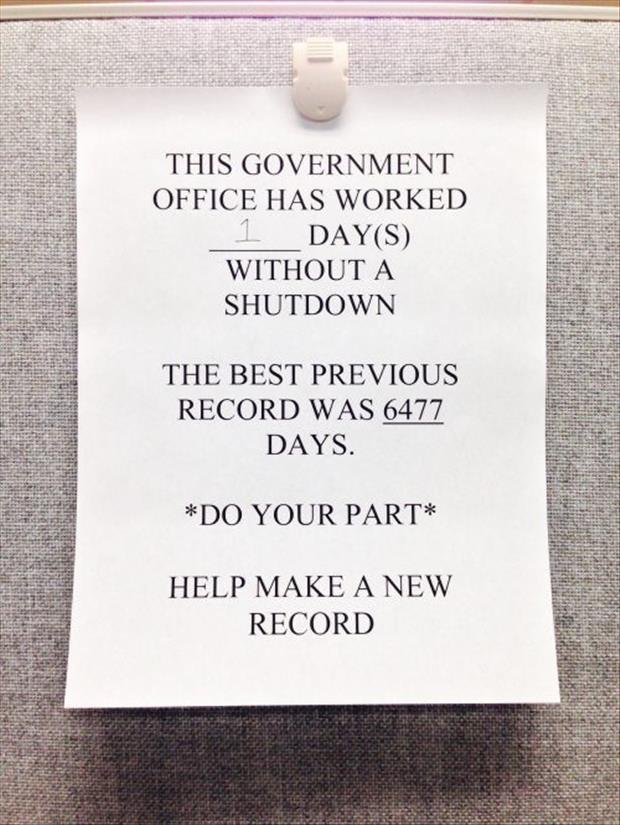 THIS GOVERNMENT
OFFICE HAS WORKED
1 DAY(S)
WITHOUT A
SHUTDOWN
THE BEST PREVIOUS
RECORD WAS 6477
DAYS.
*DO YOUR PART*
HELP MAKE A NEW
RECORD